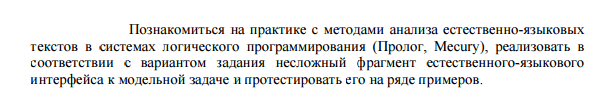 Познакомиться на практике с методами анализа естественно-языковых
текстов в системах логического программирования (Пролог, Mecury), реализовать в
соответствии с вариантом задания несложный фрагмент естественного-языкового
интерфейса к модельной задаче и протестировать его на ряде примеров.